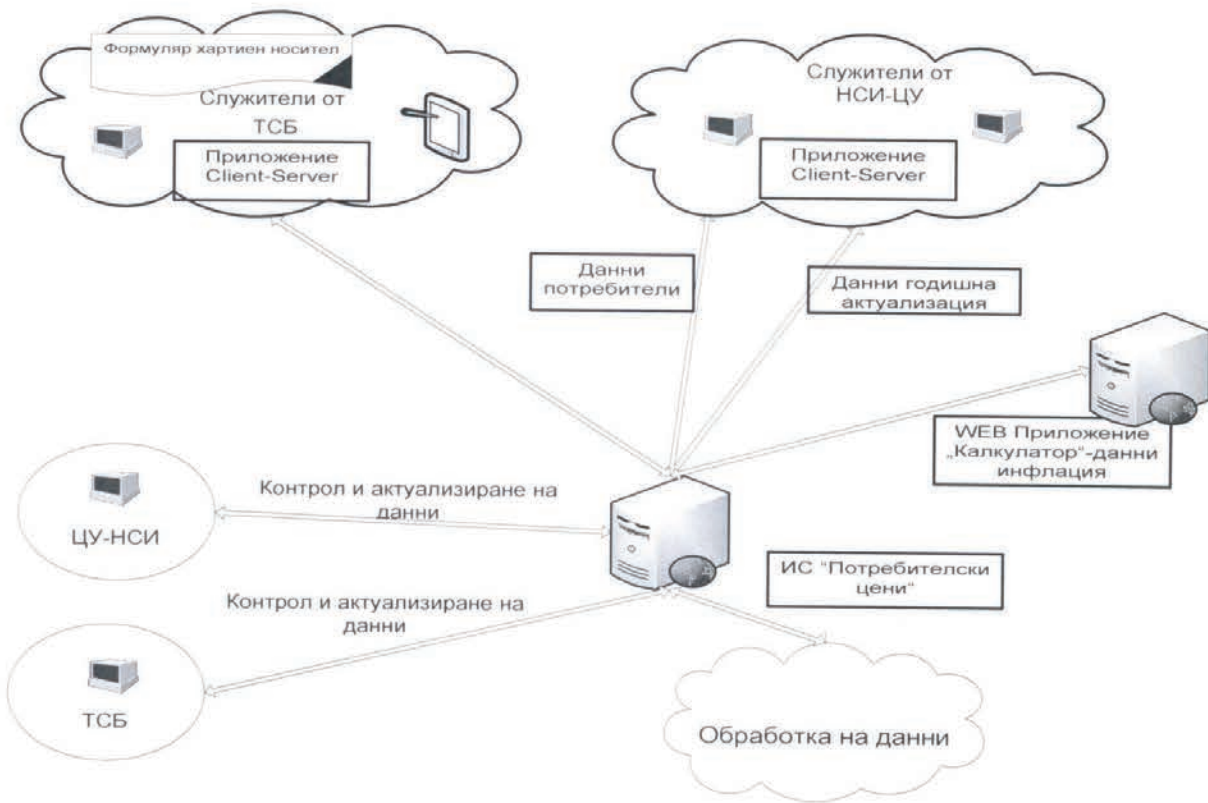 Формуляр хартиен носител
Служители от
ТСБ
Приложение
Client-Server
Служители от
НСИ-ЦУ
Приложение
Client-Server
Данни
потребители
Данни годишна
актуализация
WEB Приложение
„Калкулатор“-данни
инфлация
Контрол и актуализиране на
данни
ЦУ-НСИ
ИС “Потребителски
цени“
Контрол и актуализиране на
данни
ТСБ
Обработка на данни